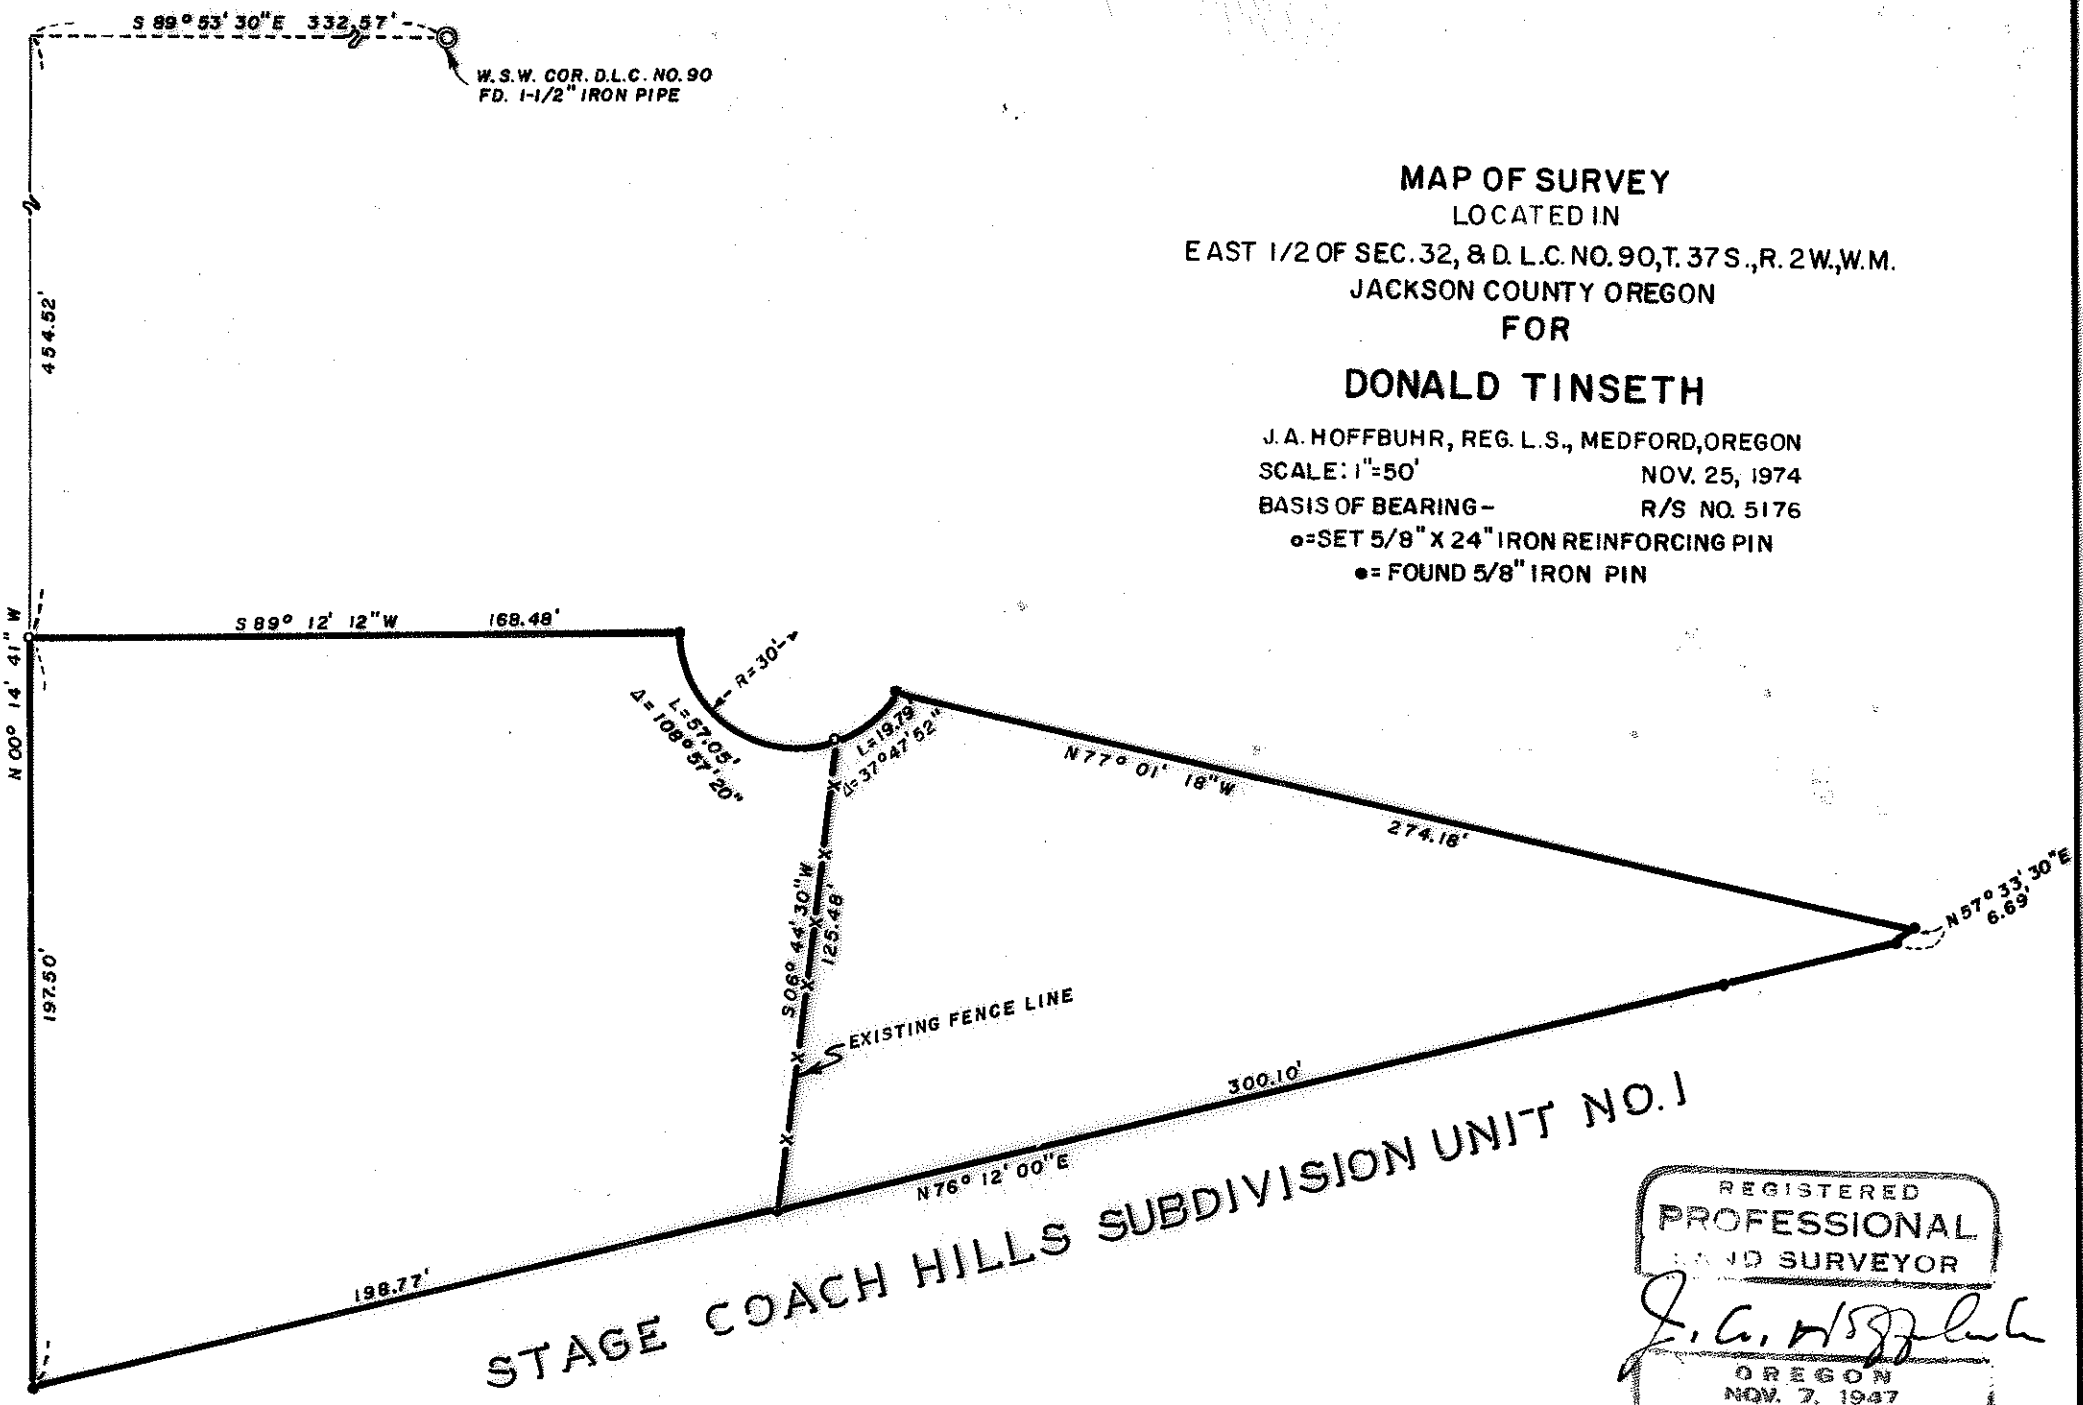 S 89° 53' 30" E 332.57'
W.S.W. COR. D.L.C. NO. 90
FD. 1-1/2" IRON PIPE
454.52'
MAP OF SURVEY
LOCATED IN
EAST 1/2 OF SEC. 32, & D.L.C. NO. 90, T. 37 S., R. 2 W., W.M.
JACKSON COUNTY OREGON
FOR
DONALD TINSETH
J. A. HOFFBUHR, REG. L.S., MEDFORD, OREGON
SCALE: 1"=50' NOV. 25, 1974
BASIS OF BEARING- R/S NO. 5176
o=SET 5/8" X 24" IRON REINFORCING PIN
●= FOUND 5/8" IRON PIN
N 00° 14' 41" W
S 89° 12' 12" W 168.48'
R=30'
L=57.05'
Δ=108°57'20"
L=19.79'
Δ=37°47'52"
N 77° 01' 18" W
274.18'
N 57° 33' 30" E
6.69'
S 06° 44' 30" W
125.48'
197.50'
EXISTING FENCE LINE
300.10'
N 76° 12' 00" E
198.77'
STAGE COACH HILLS SUBDIVISION UNIT NO. 1
REGISTERED
PROFESSIONAL
LAND SURVEYOR
OREGON
NOV. 7, 1947